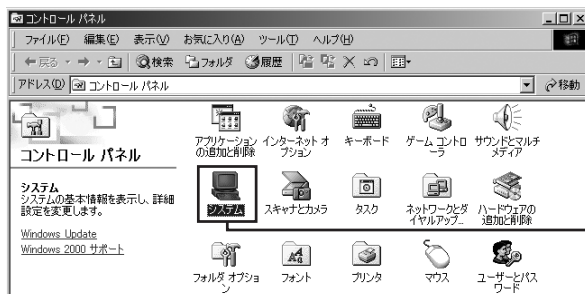 コントロール パネル
ファイル(F) 編集(E) 表示(V) お気に入り(A) ツール(T) ヘルプ(H)
戻る 検索 フォルダ 履歴
アドレス(D) コントロール パネル 移動
コントロール パネル
システム
システムの基本情報を表示し、詳細
設定を変更します。
Windows Update
Windows 2000 サポート
アプリケーション
の追加と削除
インターネット オ
プション
キーボード
ゲーム コントロ
ーラ
サウンドとマルチ
メディア
システム
スキャナとカメラ
タスク
ネットワークとダ
イヤルアップ...
ハードウェアの
追加と削除
フォルダ オプショ
ン
フォント
プリンタ
マウス
ユーザーとパス
ワード